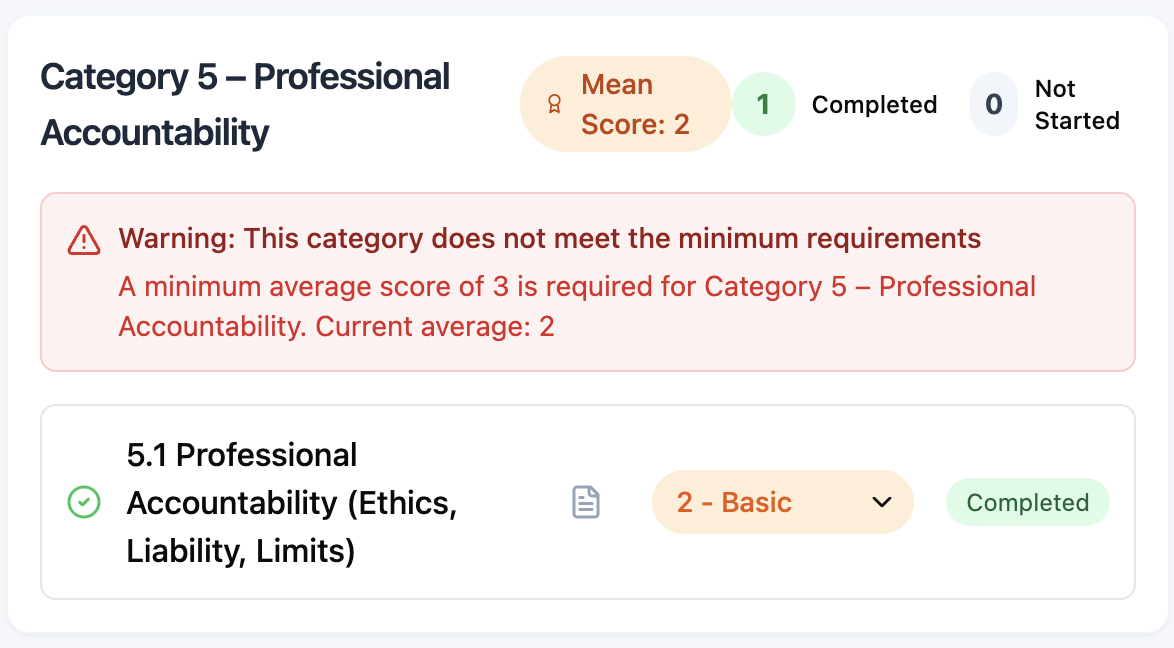 Category 5 – Professional
Accountability
Mean
Score: 2
1
Completed
0
Not
Started
Warning: This category does not meet the minimum requirements
A minimum average score of 3 is required for Category 5 – Professional
Accountability. Current average: 2
5.1 Professional
Accountability (Ethics,
Liability, Limits)
2 - Basic
Completed